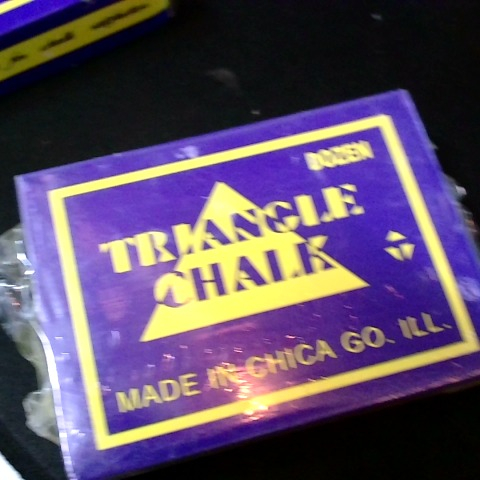 DOZEN
TRIANGLE
CHALK
MADE IN CHICA GO. ILL.